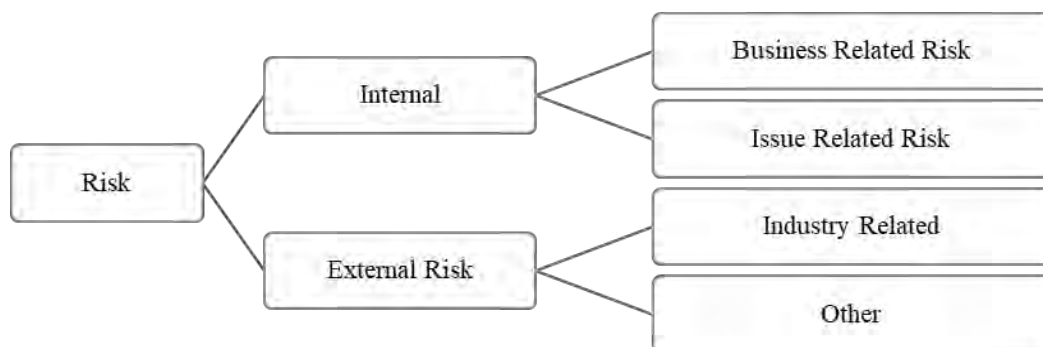 Business Related Risk
Internal
Issue Related Risk
Risk
Industry Related
External Risk
Other